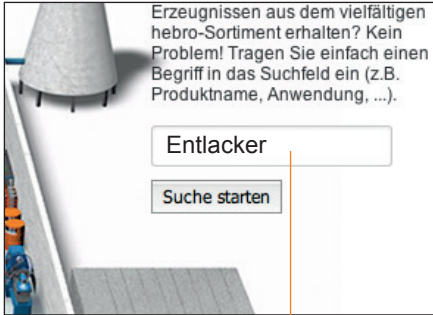 Erzeugnissen aus dem vielfältigen
hebro-Sortiment erhalten? Kein
Problem! Tragen Sie einfach einen
Begriff in das Suchfeld ein (z.B.
Produktname, Anwendung, ...).
Entlacker
Suche starten